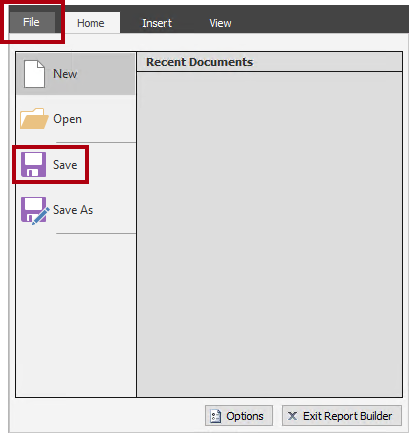 File Home Insert View
New
Recent Documents
Open
Save
Save As
Options Exit Report Builder